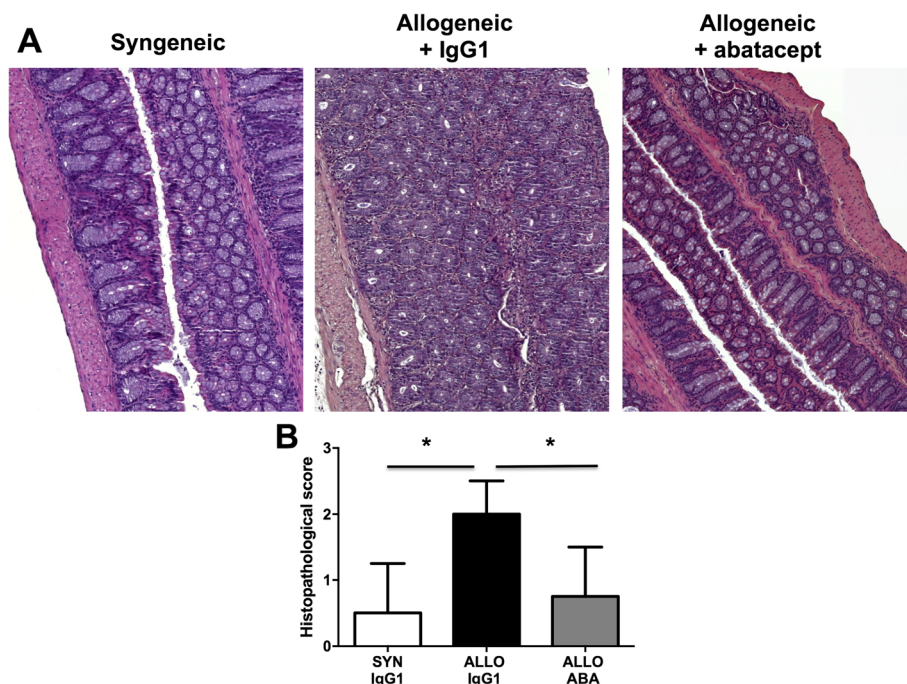 A
Syngeneic
Allogeneic
+ IgG1
Allogeneic
+ abatacept
B
Histopathological score
3
2
1
0
*
*
SYN
IgG1
ALLO
IgG1
ALLO
ABA